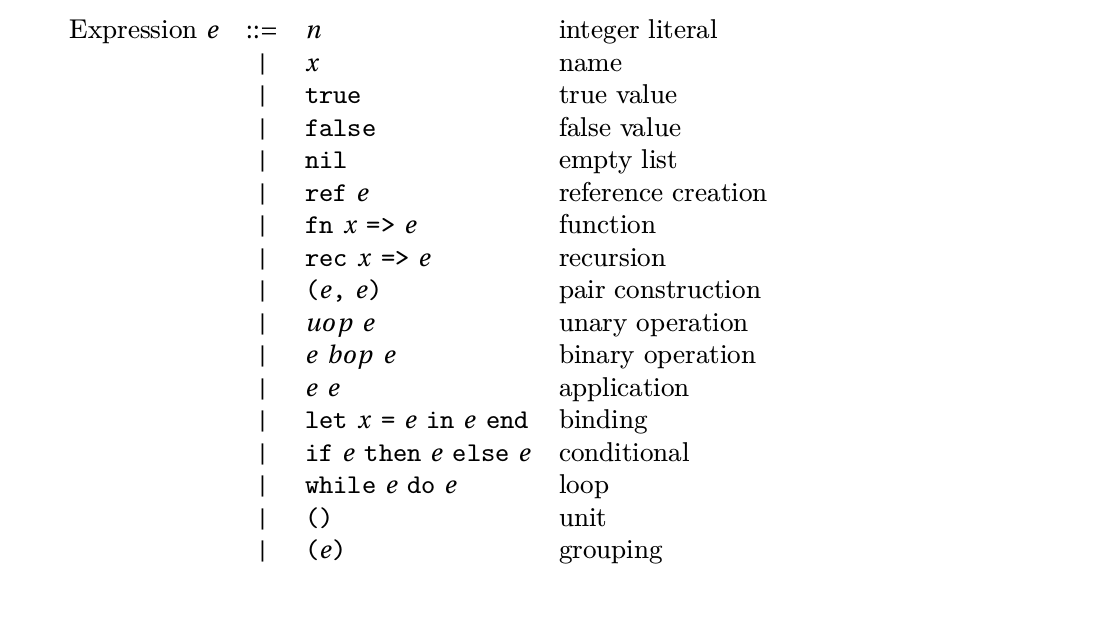 Expression e ::= n integer literal
| x name
| true true value
| false false value
| nil empty list
| ref e reference creation
| fn x => e function
| rec x => e recursion
| (e, e) pair construction
| uop e unary operation
| e bop e binary operation
| e e application
| let x = e in e end binding
| if e then e else e conditional
| while e do e loop
| () unit
| (e) grouping